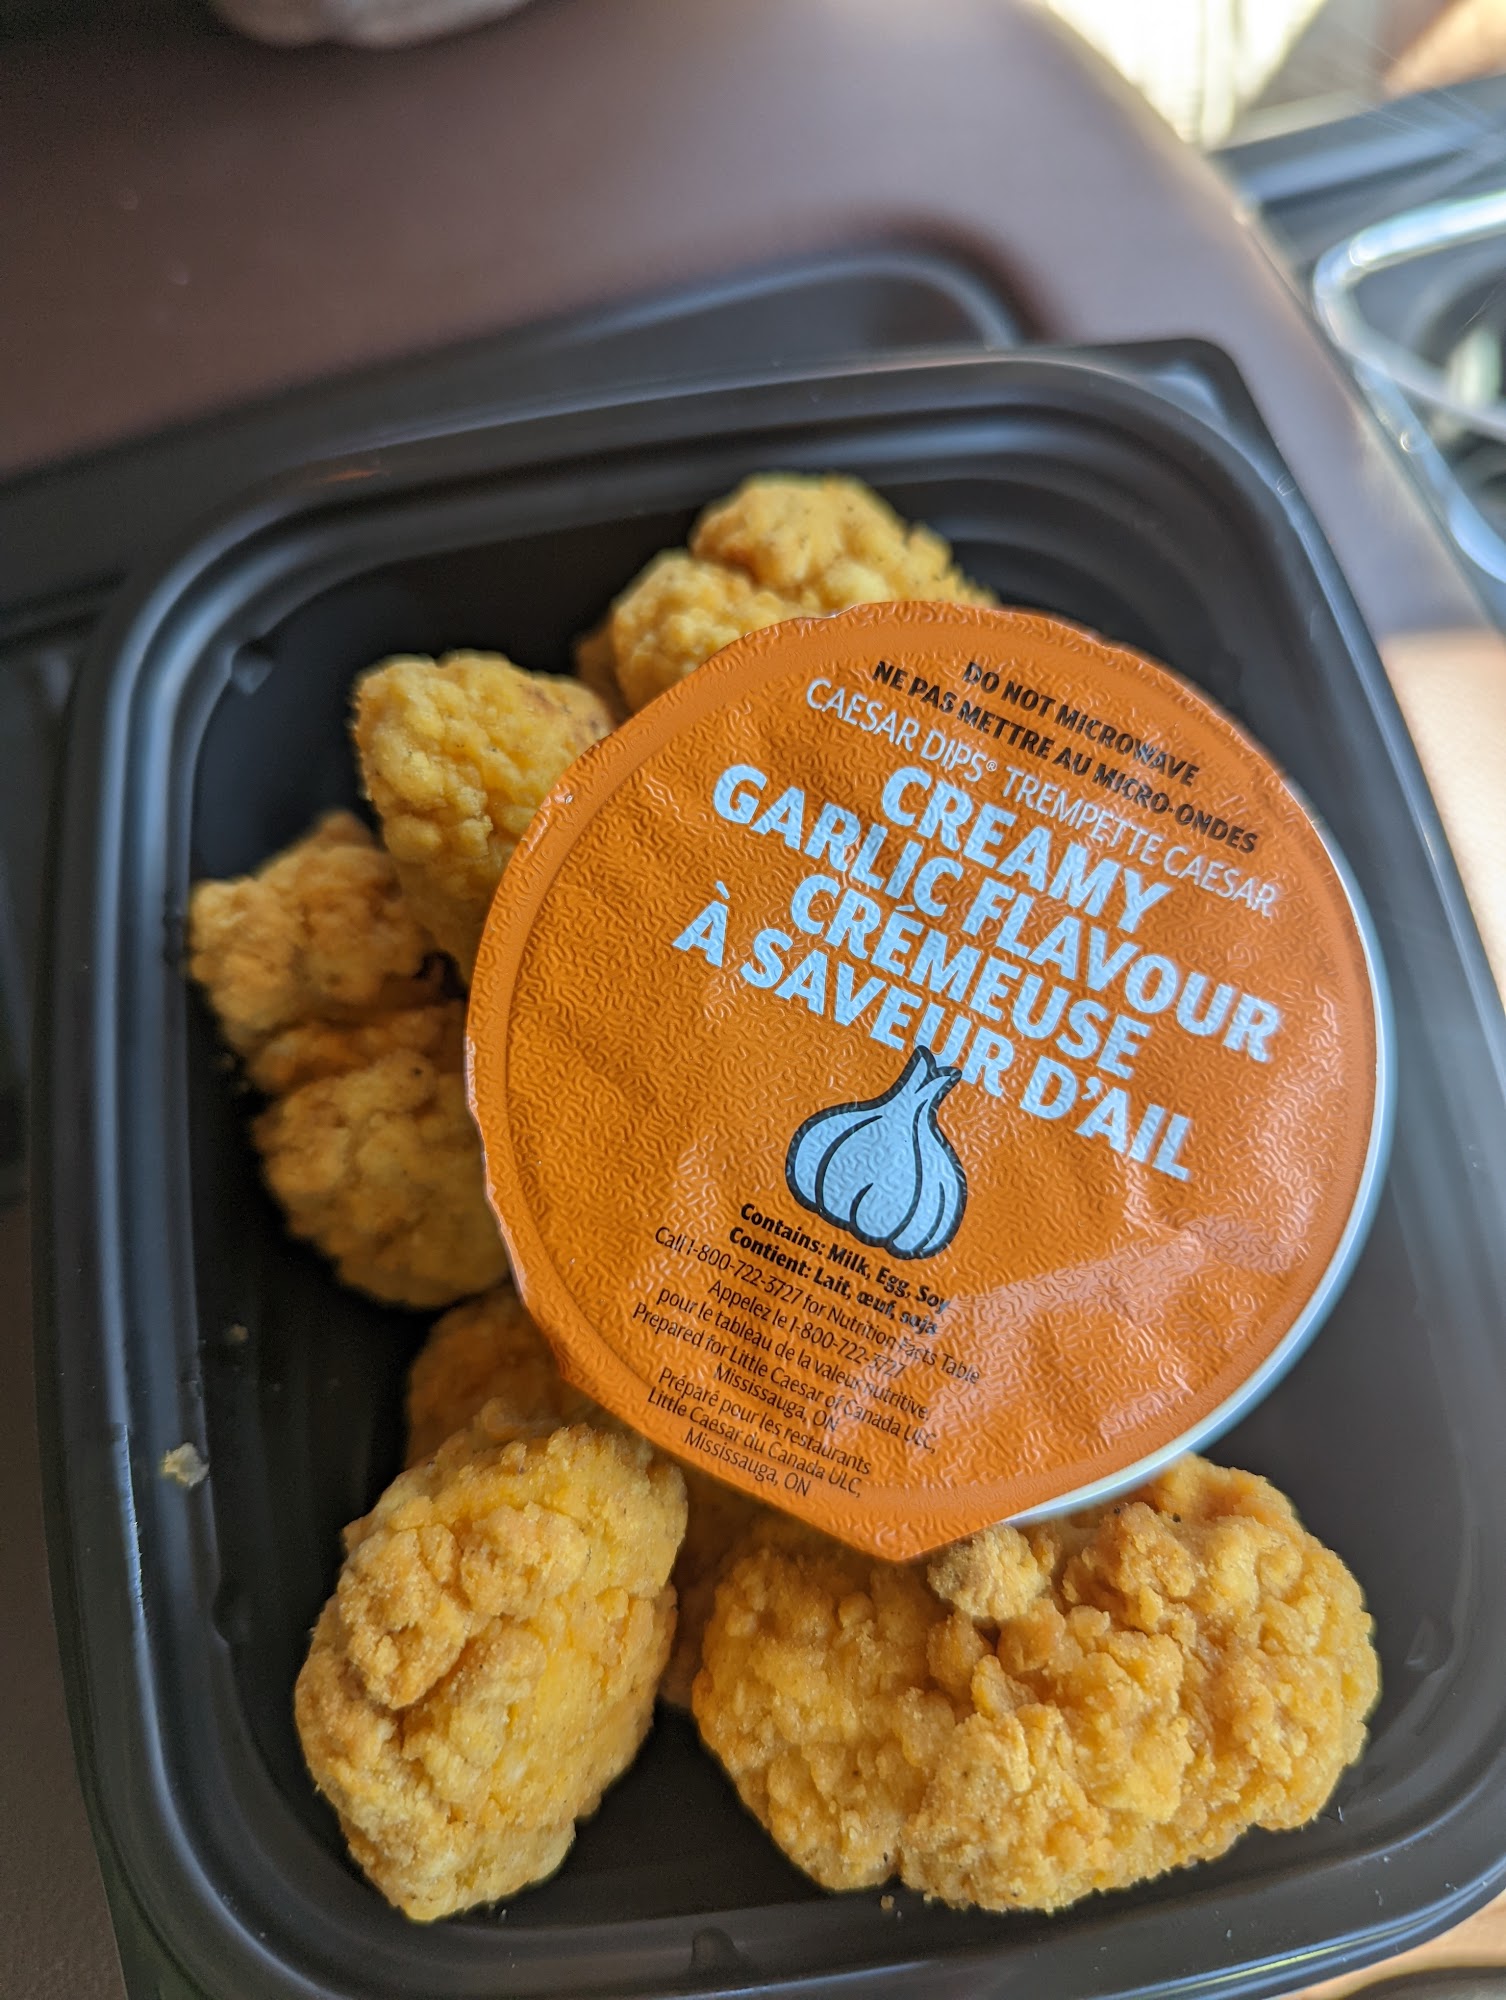 DO NOT MICROWAVE
NE PAS METTRE AU MICRO-ONDES
CAESAR DIPS® TREMPETTE CAESAR
CREAMY
GARLIC FLAVOUR
CRÉMEUSE
À SAVEUR D'AIL
Contains: Milk, Egg, Soy
Contient: Lait, œuf, soja
Call 1-800-722-3727 for Nutrition Facts Table
Appelez le 1-800-722-3727
pour le tableau de la valeur nutritive.
Prepared for Little Caesar of Canada ULC,
Mississauga, ON
Préparé pour les restaurants
Little Caesar du Canada ULC,
Mississauga, ON